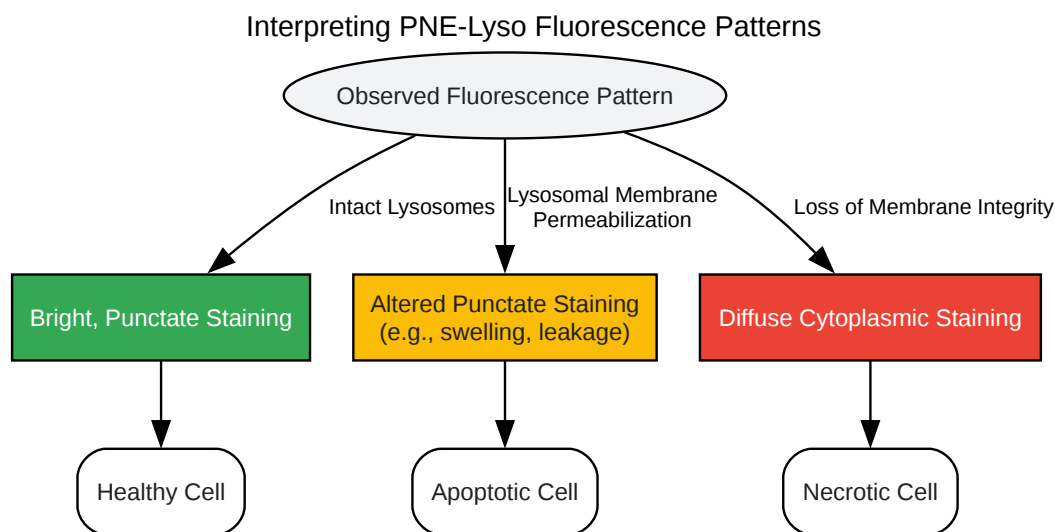 Interpreting PNE-Lyso Fluorescence Patterns
Observed Fluorescence Pattern
Intact Lysosomes
Lysosomal Membrane
Permeabilization
Loss of Membrane Integrity
Bright, Punctate Staining
Altered Punctate Staining
(e.g., swelling, leakage)
Diffuse Cytoplasmic Staining
Healthy Cell
Apoptotic Cell
Necrotic Cell